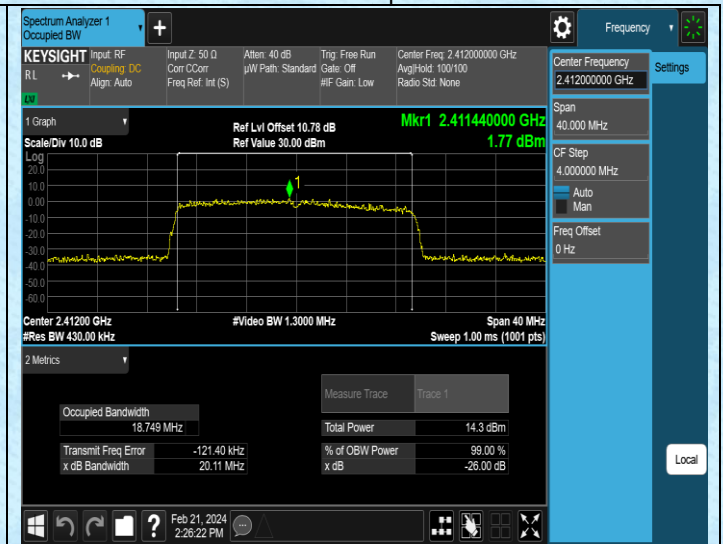 Spectrum Analyzer 1
Occupied BW
Frequency
KEYSIGHT
RL
Input: RF
Coupling: DC
Align: Auto
Input Z: 50 Ω
Corr CCorr
Freq Ref: Int (S)
Atten: 40 dB
µW Path: Standard
Trig: Free Run
Gate: Off
#IF Gain: Low
Center Freq: 2.412000000 GHz
Avg|Hold: 100/100
Radio Std: None
1 Graph
Scale/Div 10.0 dB
Ref Lvl Offset 10.78 dB
Ref Value 30.00 dBm
Mkr1 2.411440000 GHz
1.77 dBm
Log
20.0
10.0
0.00
-10.0
-20.0
-30.0
-40.0
-50.0
-60.0
1
Center 2.41200 GHz
#Res BW 430.00 kHz
#Video BW 1.3000 MHz
Span 40 MHz
Sweep 1.00 ms (1001 pts)
2 Metrics
Measure Trace
Trace 1
Occupied Bandwidth
18.749 MHz
Total Power
14.3 dBm
Transmit Freq Error
-121.40 kHz
% of OBW Power
99.00 %
x dB Bandwidth
20.11 MHz
x dB
-26.00 dB
Center Frequency
2.412000000 GHz
Settings
Span
40.000 MHz
CF Step
4.000000 MHz
Auto
Man
Freq Offset
0 Hz
Local
Feb 21, 2024
2:26:22 PM